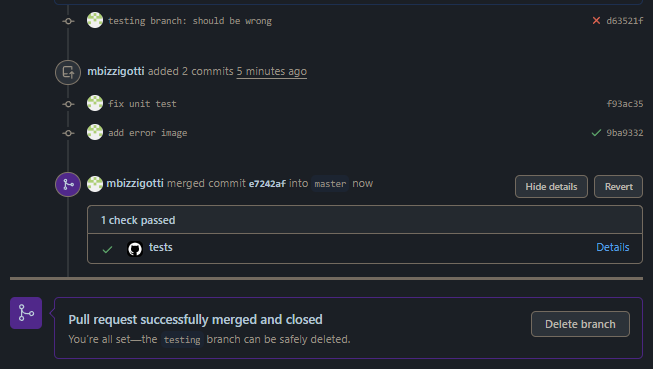 testing branch: should be wrong d63521f
mbizzigotti added 2 commits 5 minutes ago
fix unit test f93ac35
add error image 9ba9332
mbizzigotti merged commit e7242af into master now Hide details Revert
1 check passed
tests Details
Pull request successfully merged and closed
You're all set—the testing branch can be safely deleted.
Delete branch